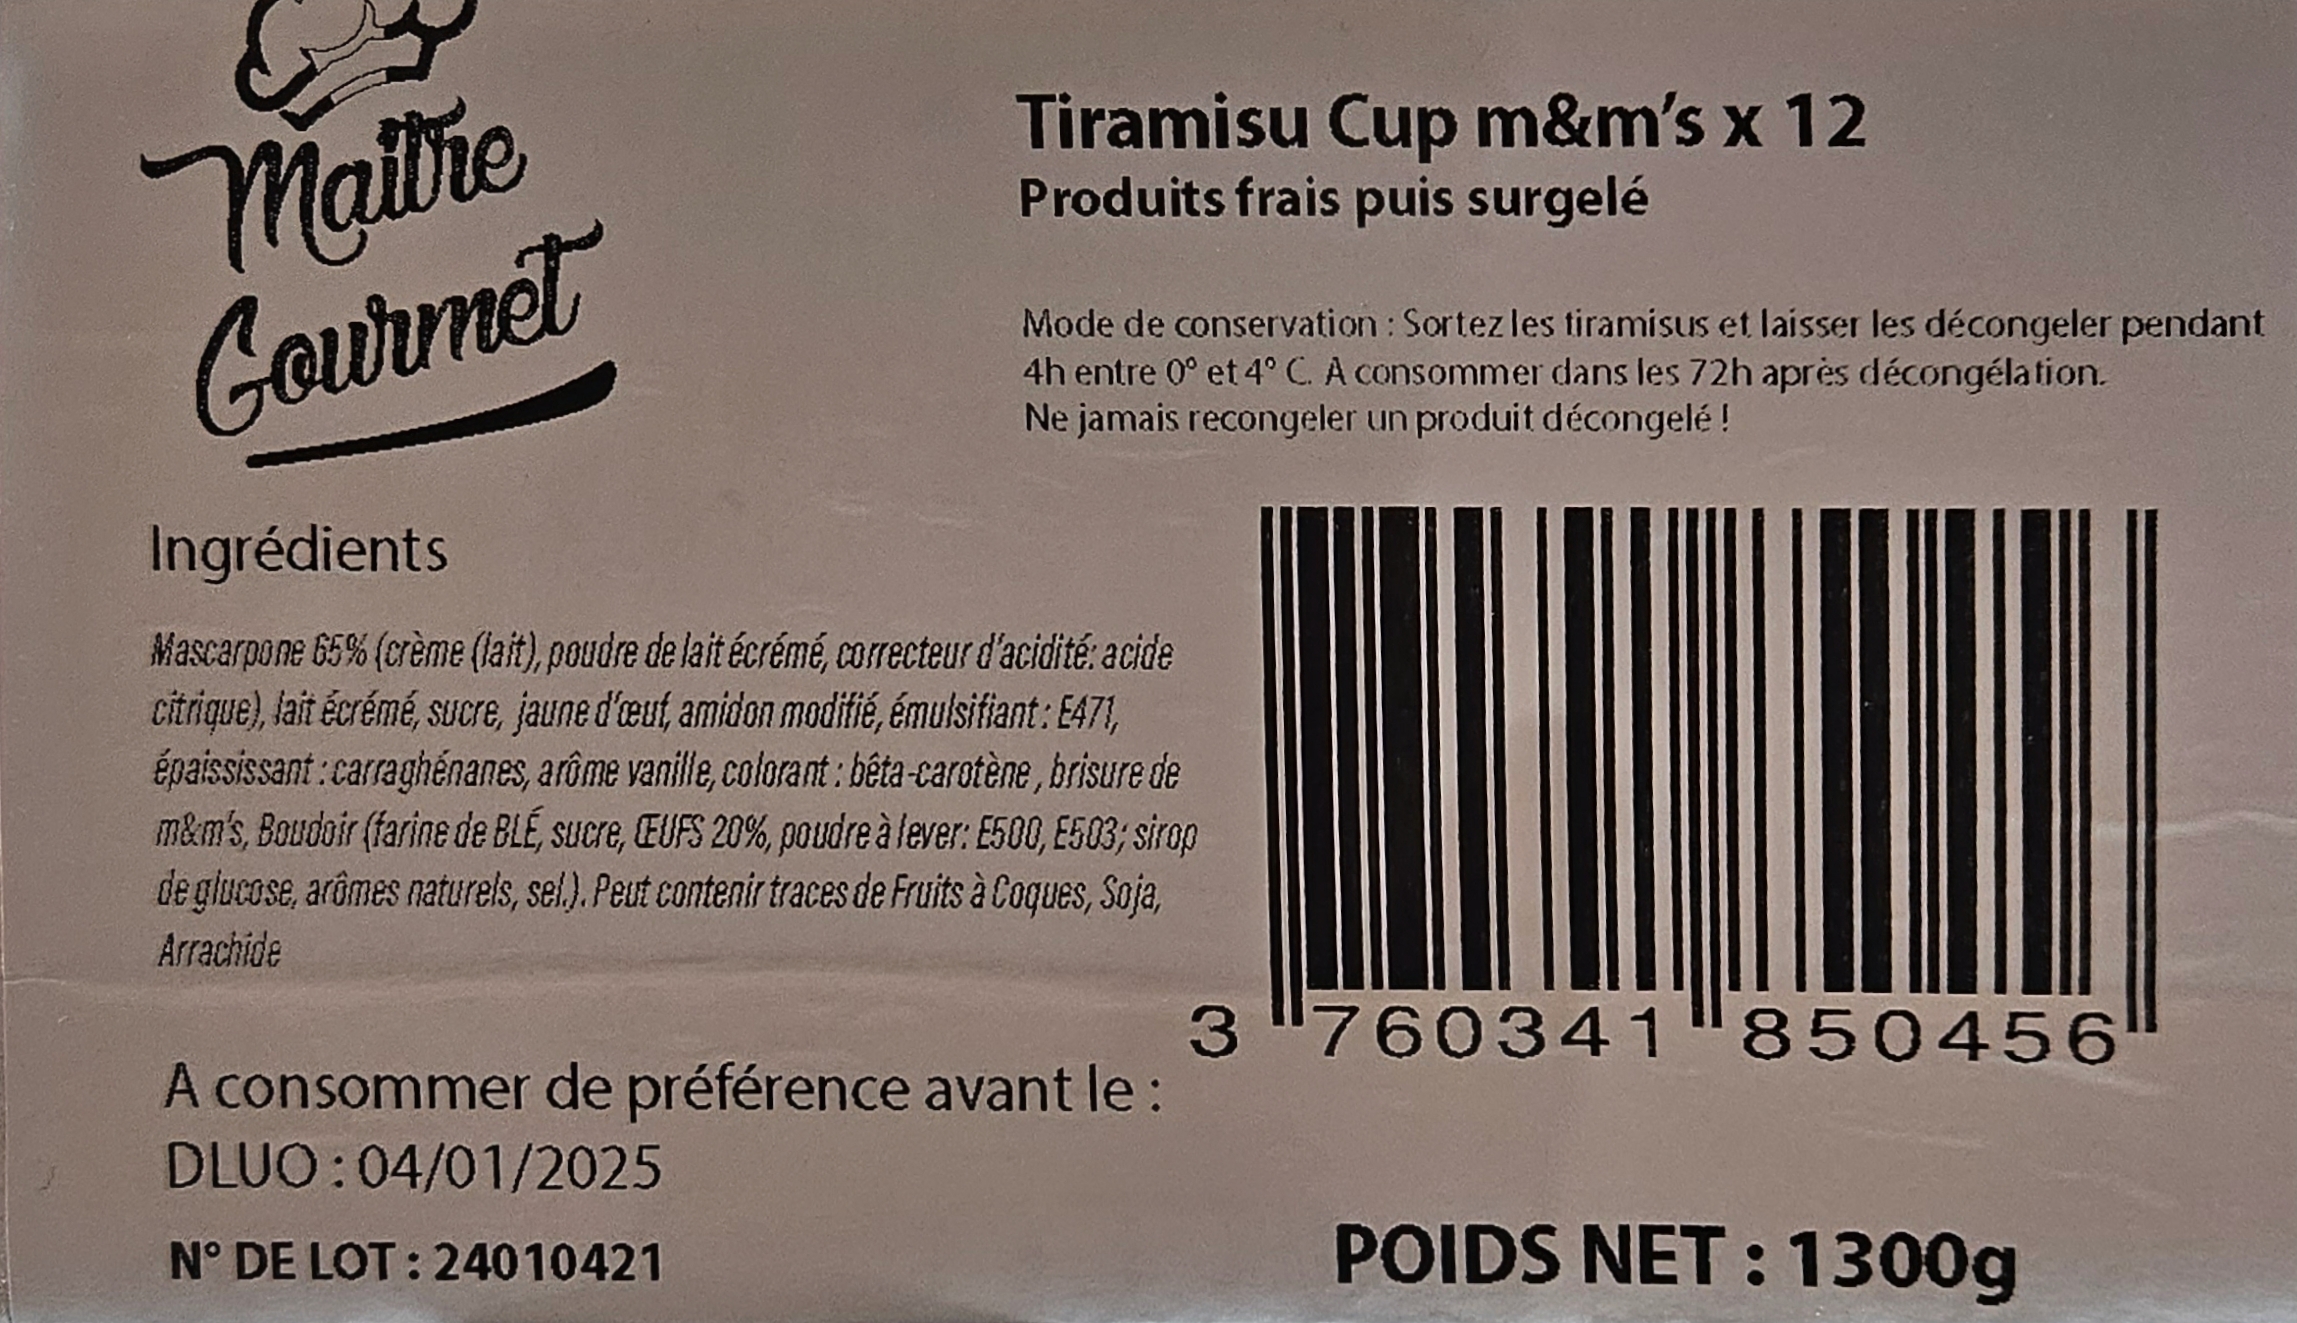 Maître
Gourmet
Tiramisu Cup m&m's x 12
Produits frais puis surgelé
Mode de conservation : Sortez les tiramisus et laisser les décongeler pendant
4h entre 0° et 4° C. A consommer dans les 72h après décongélation.
Ne jamais recongeler un produit décongelé !
Ingrédients
Mascarpone 65% (crème (lait), poudre de lait écrémé, correcteur d'acidité: acide
citrique), lait écrémé, sucre, jaune d'œuf, amidon modifié, émulsifiant : E471,
épaississant : carraghénanes, arôme vanille, colorant : bêta-carotène , brisure de
m&m's, Boudoir (farine de BLÉ, sucre, ŒUFS 20%, poudre à lever: E500, E503; sirop
de glucose, arômes naturels, sel.). Peut contenir traces de Fruits à Coques, Soja,
Arrachide
3 760341 850456
A consommer de préférence avant le :
DLUO : 04/01/2025
N° DE LOT : 24010421
POIDS NET : 1300g